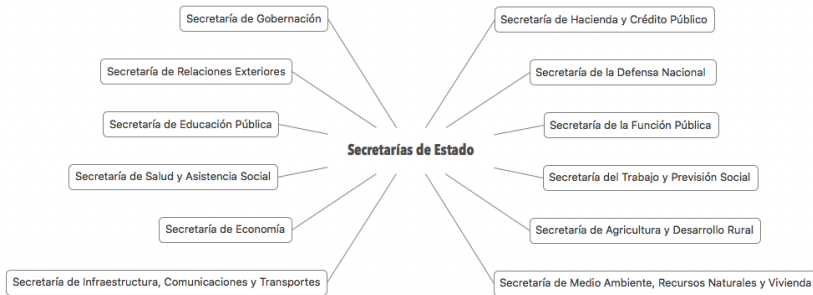 Secretaría de Gobernación
Secretaría de Hacienda y Crédito Público
Secretaría de Relaciones Exteriores
Secretaría de la Defensa Nacional
Secretaría de Educación Pública
Secretaría de la Función Pública
Secretarías de Estado
Secretaría de Salud y Asistencia Social
Secretaría del Trabajo y Previsión Social
Secretaría de Economía
Secretaría de Agricultura y Desarrollo Rural
Secretaría de Infraestructura, Comunicaciones y Transportes
Secretaría de Medio Ambiente, Recursos Naturales y Vivienda